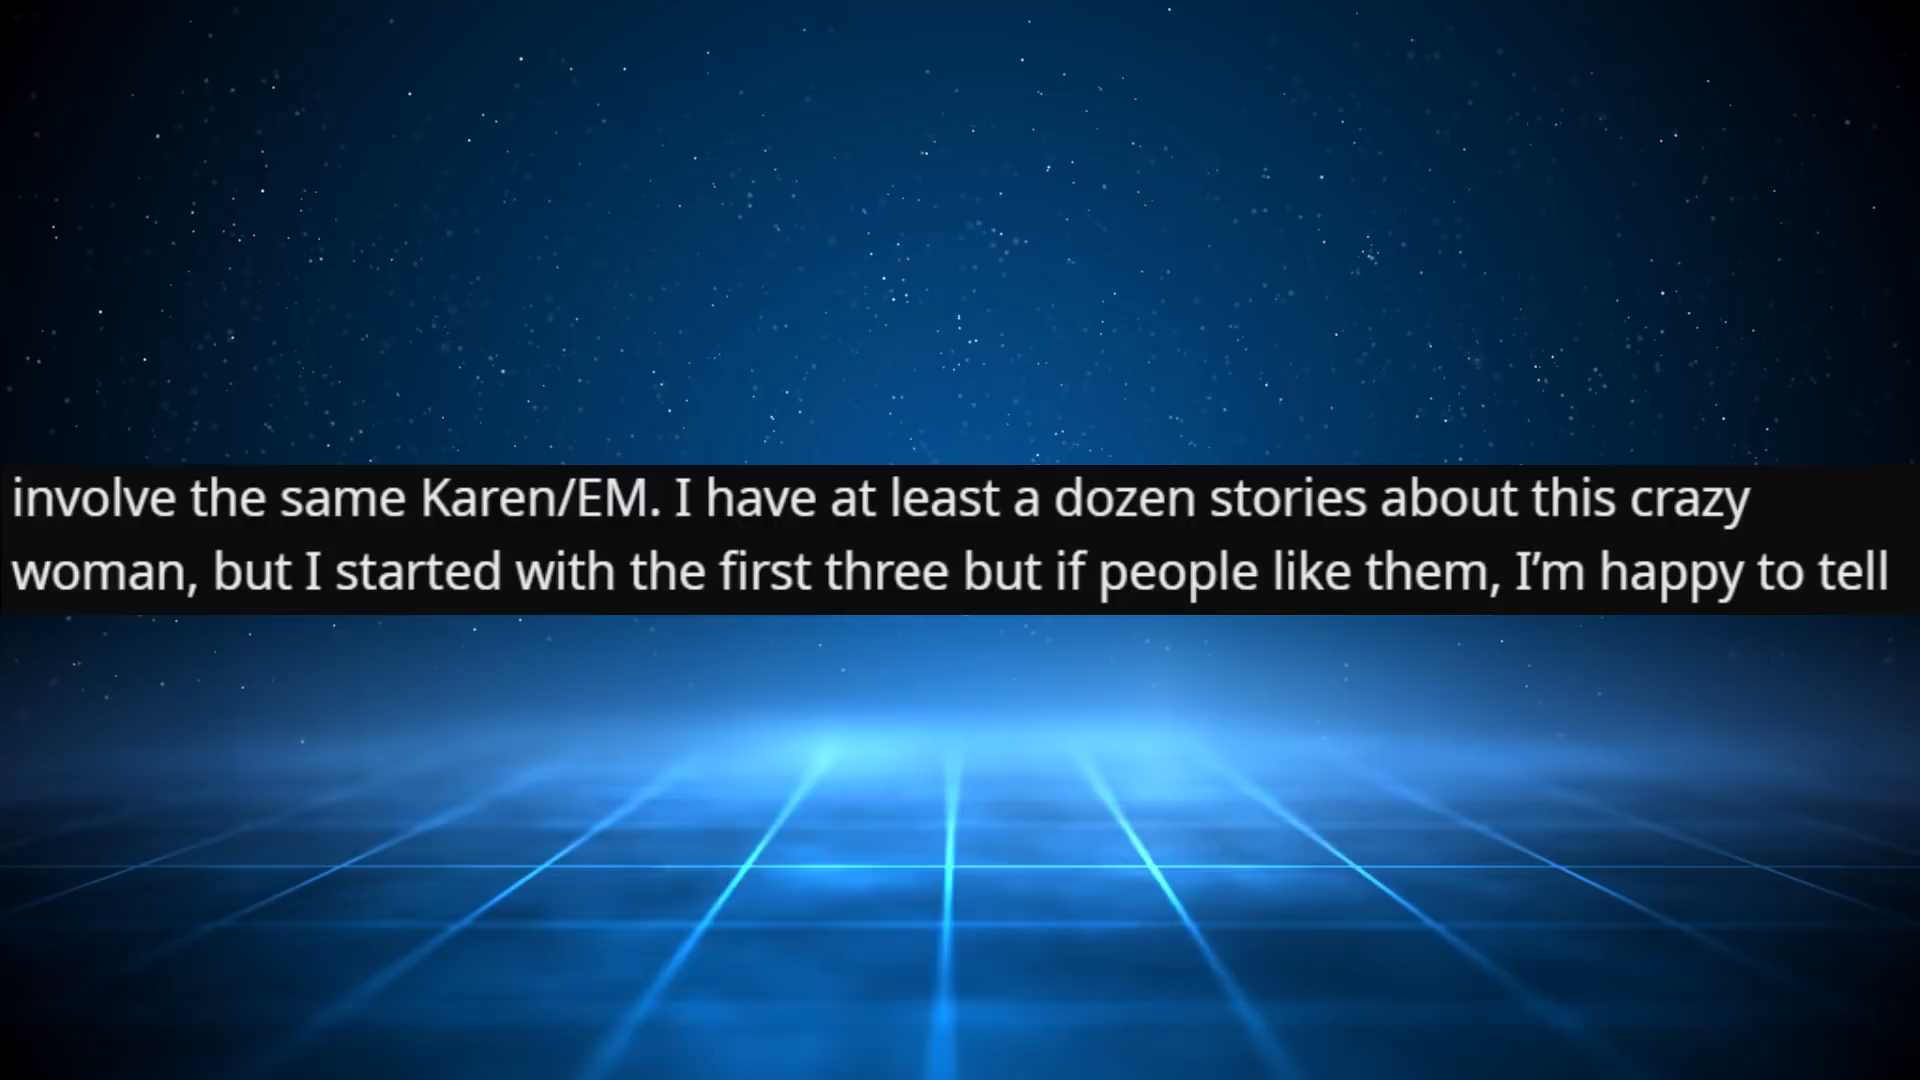 involve the same Karen/EM. I have at least a dozen stories about this crazy
woman, but I started with the first three but if people like them, I’m happy to tell